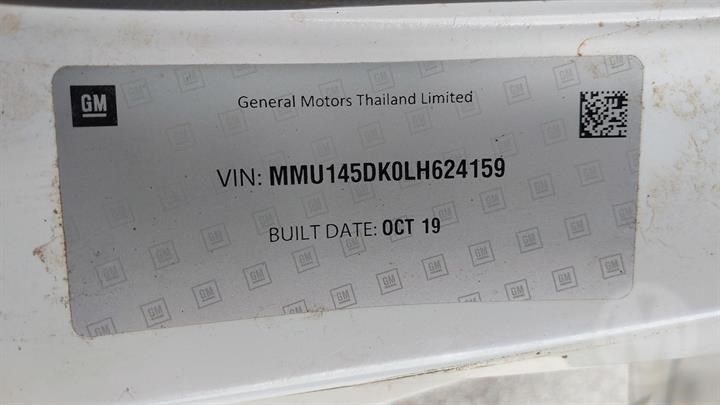 GM
General Motors Thailand Limited
VIN: MMU145DK0LH624159
BUILT DATE: OCT 19